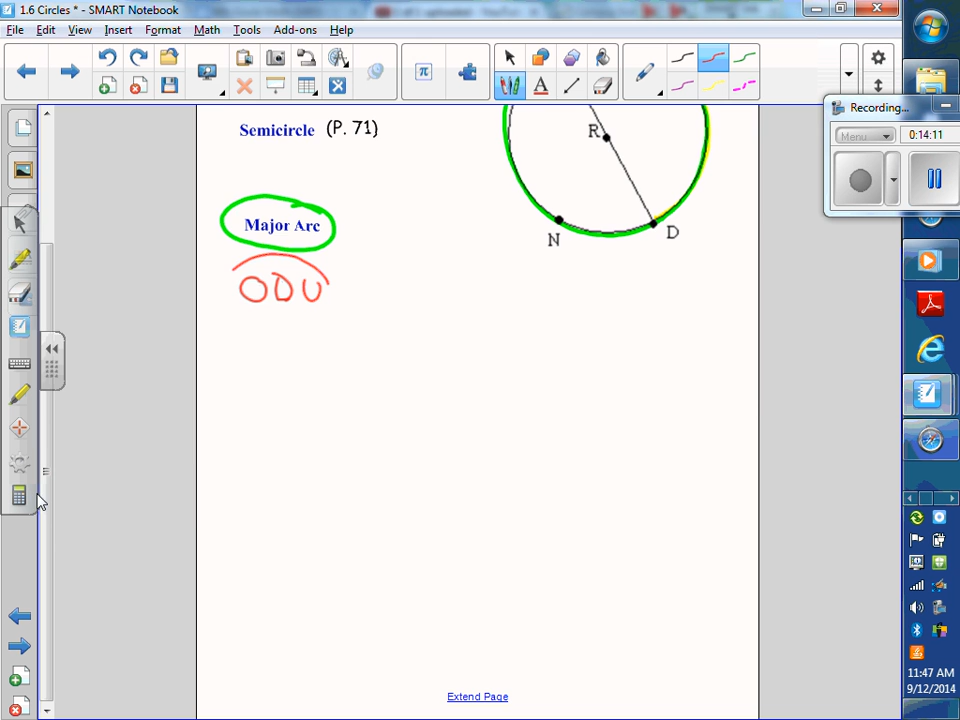 1.6 Circles * - SMART Notebook
File Edit View Insert Format Math Tools Add-ons Help
Recording...
Menu 0:14:11
Semicircle (P. 71)
R
Major Arc
N D
ODU
Extend Page
11:47 AM
9/12/2014